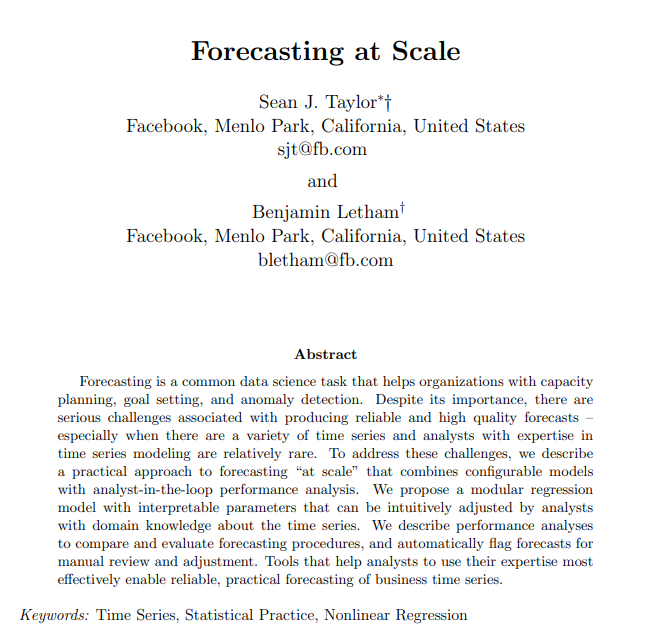 Forecasting at Scale
Sean J. Taylor*†
Facebook, Menlo Park, California, United States
sjt@fb.com
and
Benjamin Letham†
Facebook, Menlo Park, California, United States
bletham@fb.com
Abstract
Forecasting is a common data science task that helps organizations with capacity
planning, goal setting, and anomaly detection. Despite its importance, there are
serious challenges associated with producing reliable and high quality forecasts –
especially when there are a variety of time series and analysts with expertise in
time series modeling are relatively rare. To address these challenges, we describe
a practical approach to forecasting “at scale” that combines configurable models
with analyst-in-the-loop performance analysis. We propose a modular regression
model with interpretable parameters that can be intuitively adjusted by analysts
with domain knowledge about the time series. We describe performance analyses
to compare and evaluate forecasting procedures, and automatically flag forecasts for
manual review and adjustment. Tools that help analysts to use their expertise most
effectively enable reliable, practical forecasting of business time series.
Keywords: Time Series, Statistical Practice, Nonlinear Regression